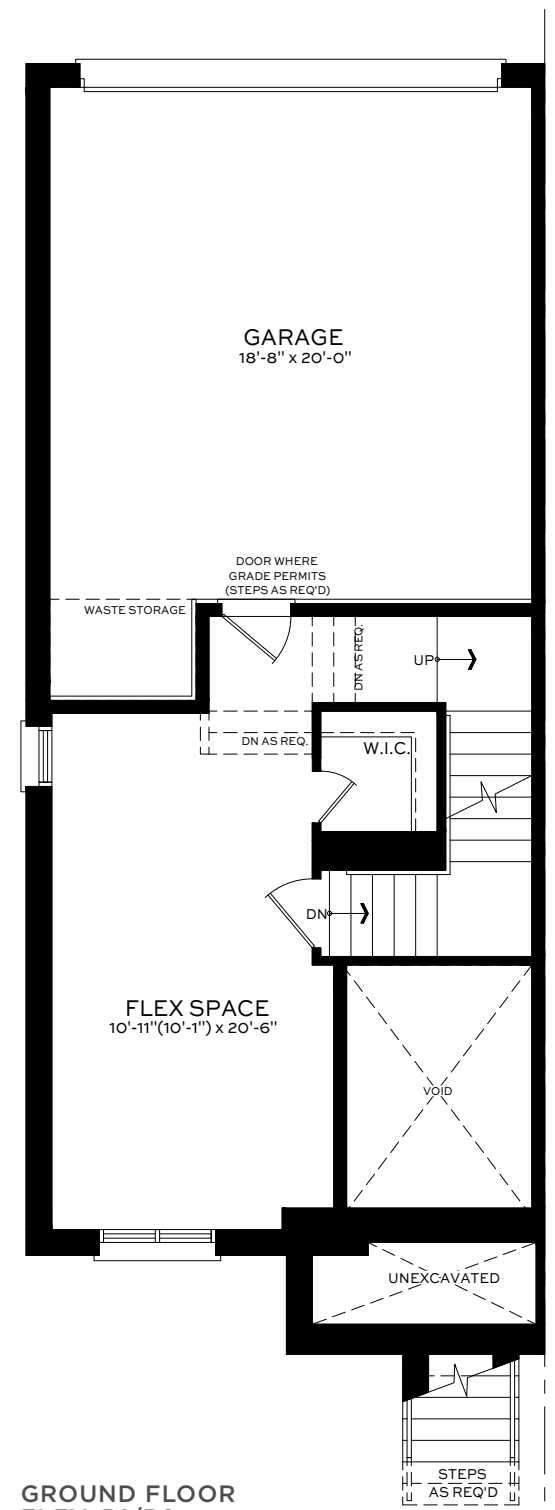 GARAGE
18'-8" x 20'-0"
DOOR WHERE
GRADE PERMITS
(STEPS AS REQ'D)
WASTE STORAGE
DN AS REQ.
UP
DN AS REQ.
W.I.C.
DN
FLEX SPACE
10'-11"(10'-1") x 20'-6"
VOID
UNEXCAVATED
STEPS
AS REQ'D
GROUND FLOOR